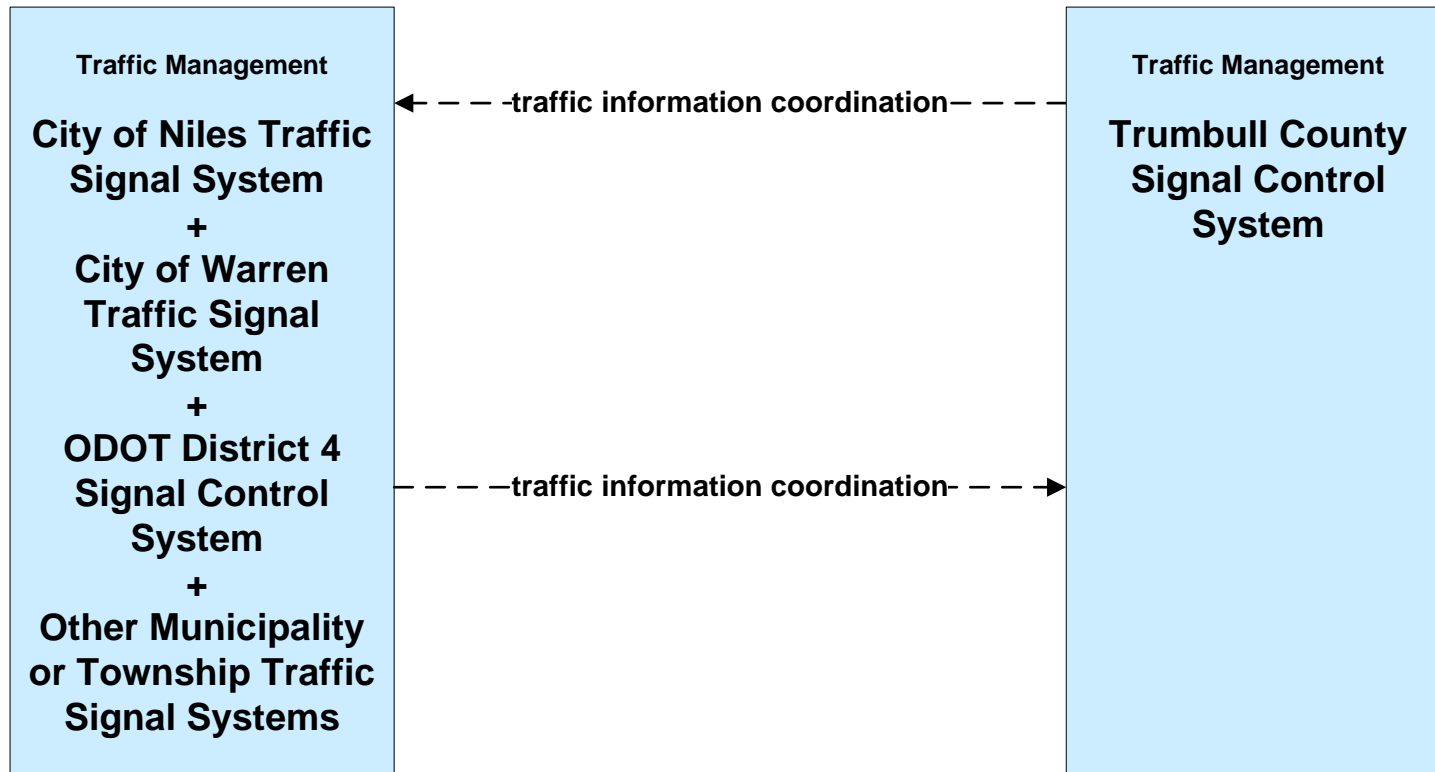 Traffic Management
City of Niles Traffic
Signal System
+
City of Warren
Traffic Signal
System
+
ODOT District 4
Signal Control
System
+
Other Municipality
or Township Traffic
Signal Systems
traffic information coordination
traffic information coordination
Traffic Management
Trumbull County
Signal Control
System